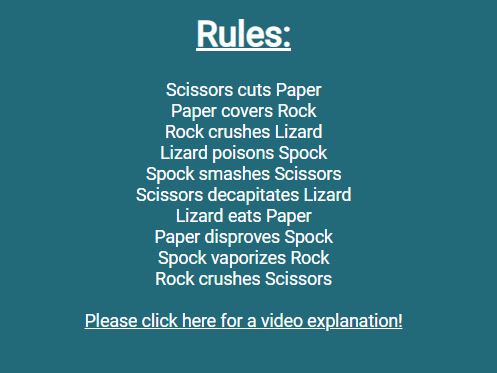 Rules:
Scissors cuts Paper
Paper covers Rock
Rock crushes Lizard
Lizard poisons Spock
Spock smashes Scissors
Scissors decapitates Lizard
Lizard eats Paper
Paper disproves Spock
Spock vaporizes Rock
Rock crushes Scissors
Please click here for a video explanation!